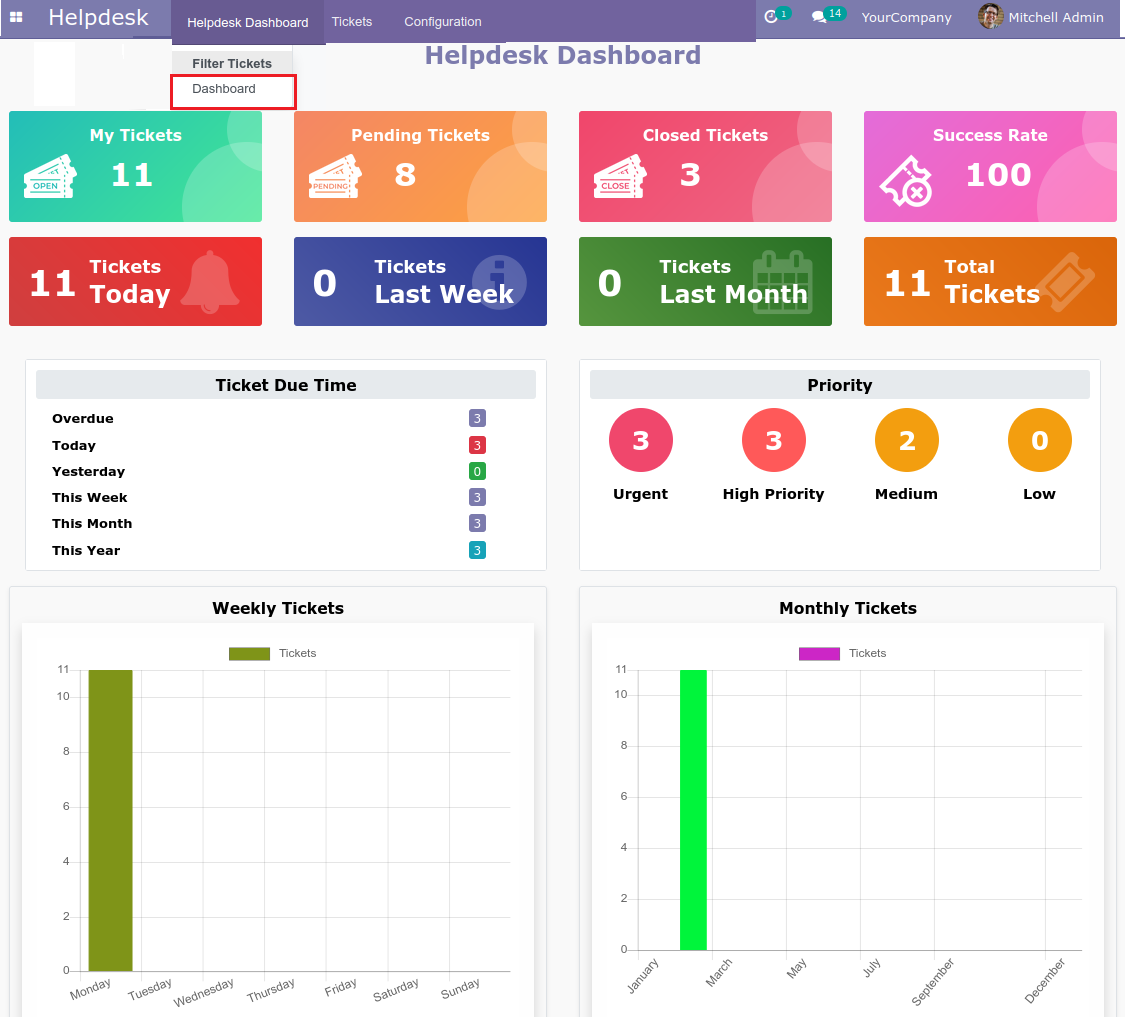 Helpdesk
Helpdesk Dashboard
Tickets
Configuration
1
14
YourCompany
Mitchell Admin
Filter Tickets
Dashboard
Helpdesk Dashboard
My Tickets
11
OPEN
Pending Tickets
8
PENDING
Closed Tickets
3
CLOSE
Success Rate
100
11
Tickets
Today
0
Tickets
Last Week
0
Tickets
Last Month
11
Total
Tickets
Ticket Due Time
Overdue 3
Today 3
Yesterday 0
This Week 3
This Month 3
This Year 3
Priority
3 3 2 0
Urgent High Priority Medium Low
Weekly Tickets
Tickets
11
10
8
6
4
2
0
Monday Tuesday Wednesday Thursday Friday Saturday Sunday
Monthly Tickets
Tickets
11
10
8
6
4
2
0
January March May July September December